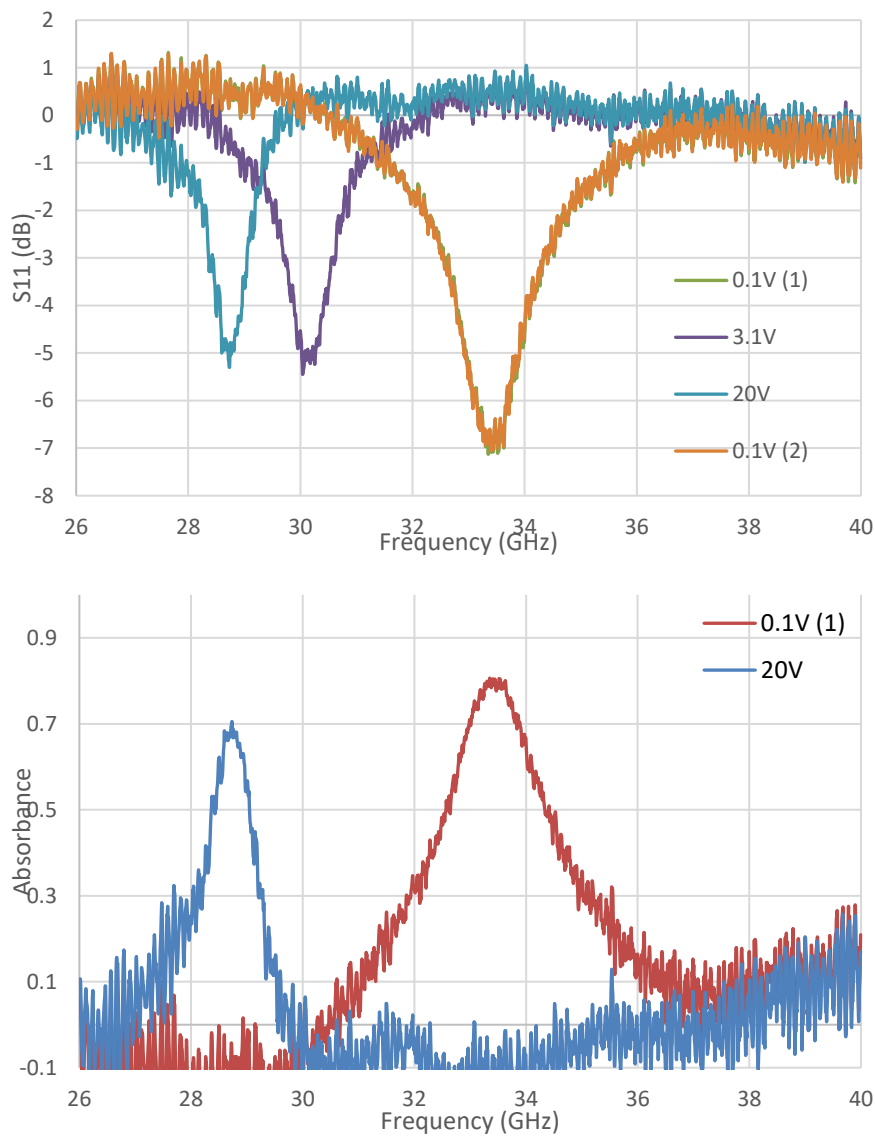 2
1
0
-1
-2
-3
-4
-5
-6
-7
-8
S11 (dB)
0.1V (1)
3.1V
20V
0.1V (2)
26 28 30 32 34 36 38 40
Frequency (GHz)
0.9
0.7
0.5
0.3
0.1
-0.1
Absorbance
0.1V (1)
20V
26 28 30 32 34 36 38 40
Frequency (GHz)